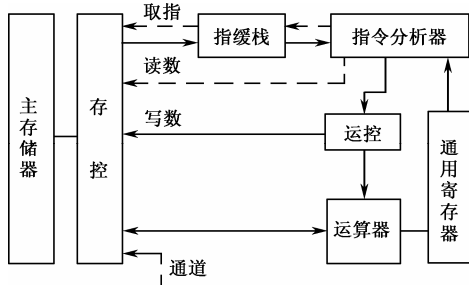 取指
指缓栈
指令分析器
读数
主存储器
存控
写数
运控
通用寄存器
运算器
通道